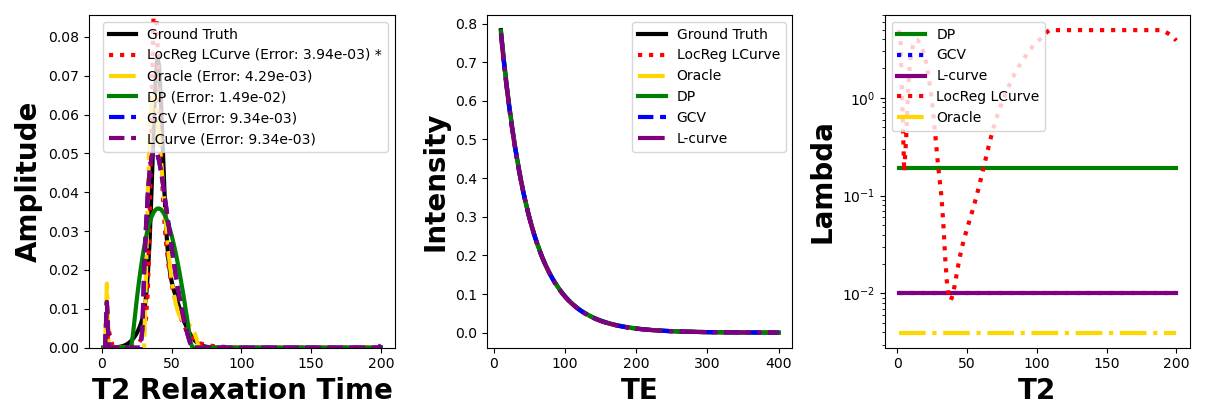 Amplitude
0.08
0.07
0.06
0.05
0.04
0.03
0.02
0.01
0.00
0
50
100
150
200
T2 Relaxation Time
Ground Truth
LocReg LCurve (Error: 3.94e-03) *
Oracle (Error: 4.29e-03)
DP (Error: 1.49e-02)
GCV (Error: 9.34e-03)
LCurve (Error: 9.34e-03)
Intensity
0.8
0.7
0.6
0.5
0.4
0.3
0.2
0.1
0.0
0
100
200
300
400
TE
Ground Truth
LocReg LCurve
Oracle
DP
GCV
L-curve
Lambda
10⁰
10⁻¹
10⁻²
0
50
100
150
200
T2
DP
GCV
L-curve
LocReg LCurve
Oracle